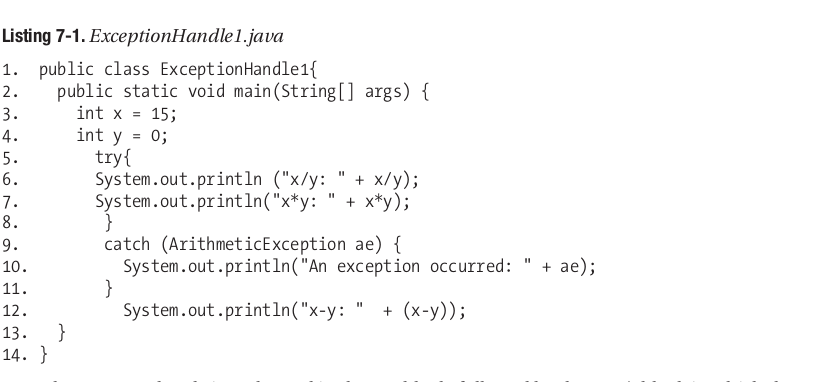 Listing 7-1. ExceptionHandle1.java
1. public class ExceptionHandle1{
2. public static void main(String[] args) {
3. int x = 15;
4. int y = 0;
5. try{
6. System.out.println ("x/y: " + x/y);
7. System.out.println("x*y: " + x*y);
8. }
9. catch (ArithmeticException ae) {
10. System.out.println("An exception occurred: " + ae);
11. }
12. System.out.println("x-y: "  + (x-y));
13. }
14. }